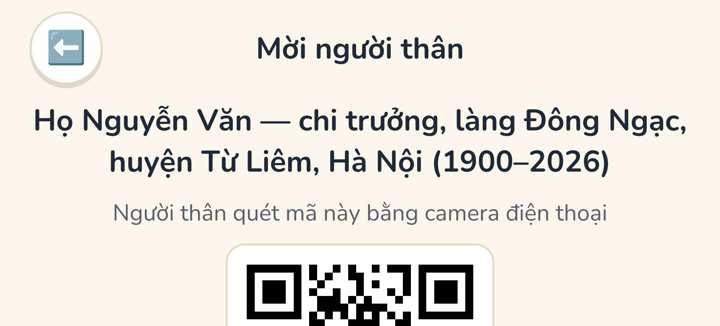 Mời người thân
Họ Nguyễn Văn — chi trưởng, làng Đông Ngạc,
huyện Từ Liêm, Hà Nội (1900–2026)
Người thân quét mã này bằng camera điện thoại